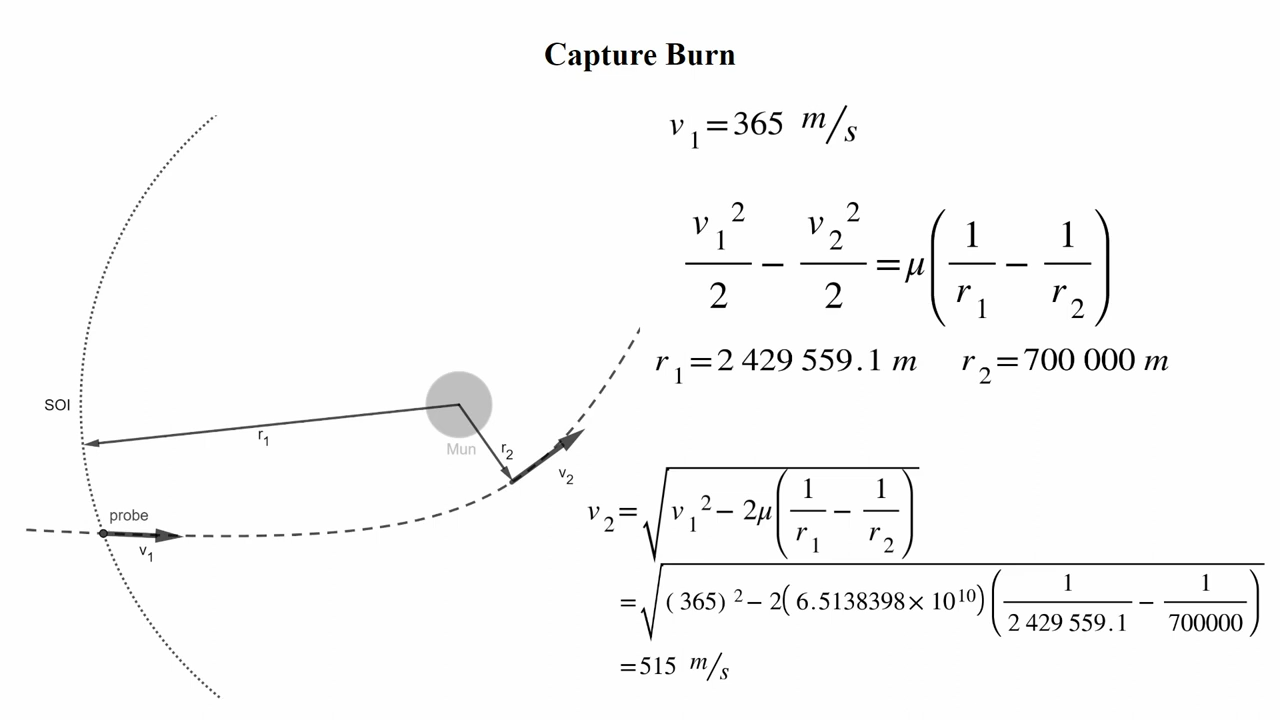 Capture Burn
v₁ = 365 m/s
v₁²/2 − v₂²/2 = μ(1/r₁ − 1/r₂)
r₁ = 2 429 559.1 m r₂ = 700 000 m
SOI
r₁
Mun
r₂
v₂
probe
v₁
v₂ = √(v₁² − 2μ(1/r₁ − 1/r₂))
= √((365)² − 2(6.5138398 × 10¹⁰)(1/2 429 559.1 − 1/700000))
= 515 m/s